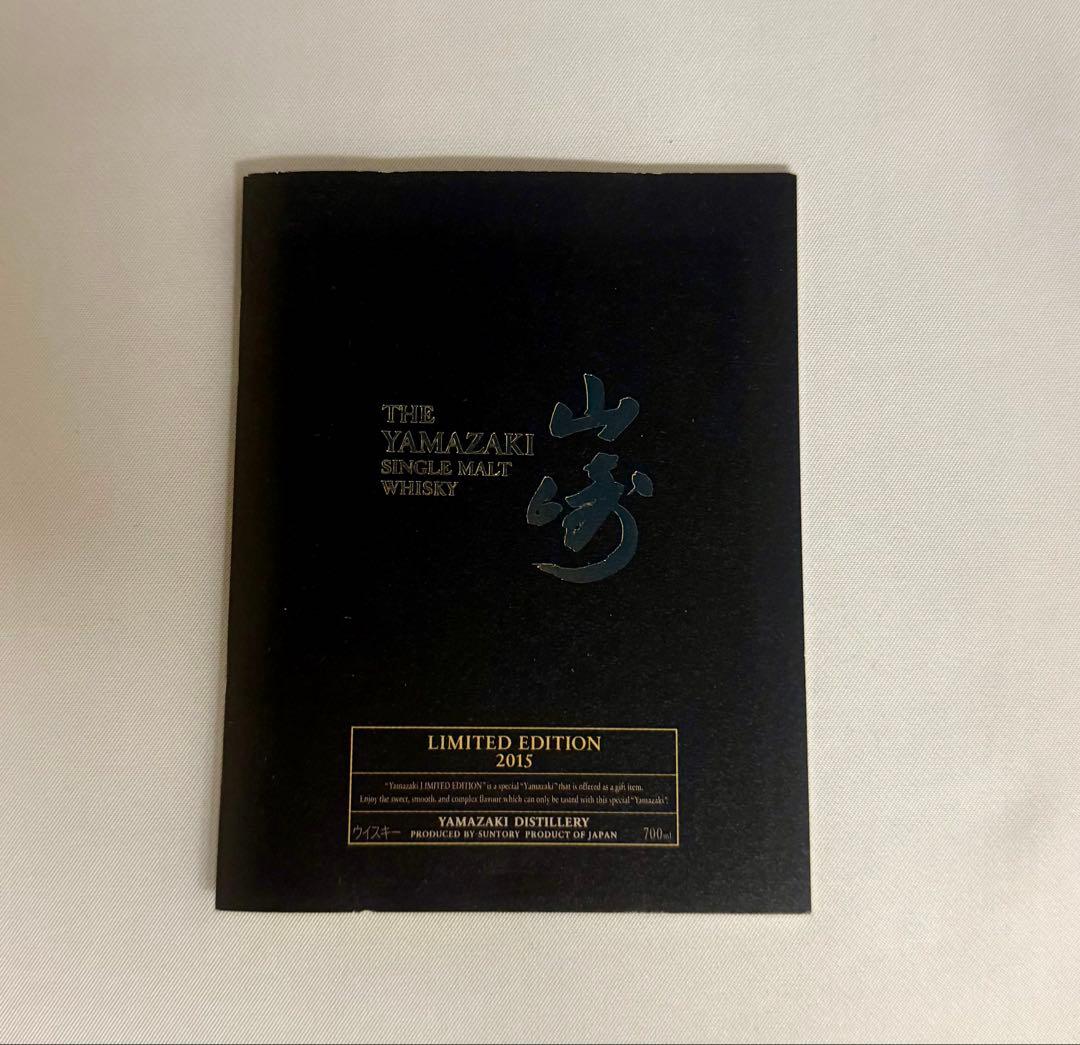 THE
YAMAZAKI
SINGLE MALT
WHISKY
山崎
LIMITED EDITION
2015
"Yamazaki LIMITED EDITION" is a special "Yamazaki" that is offered as a gift item.
Enjoy the sweet, smooth, and complex flavour which can only be tasted with this special "Yamazaki".
YAMAZAKI DISTILLERY
ウイスキー PRODUCED BY SUNTORY PRODUCT OF JAPAN 700ml